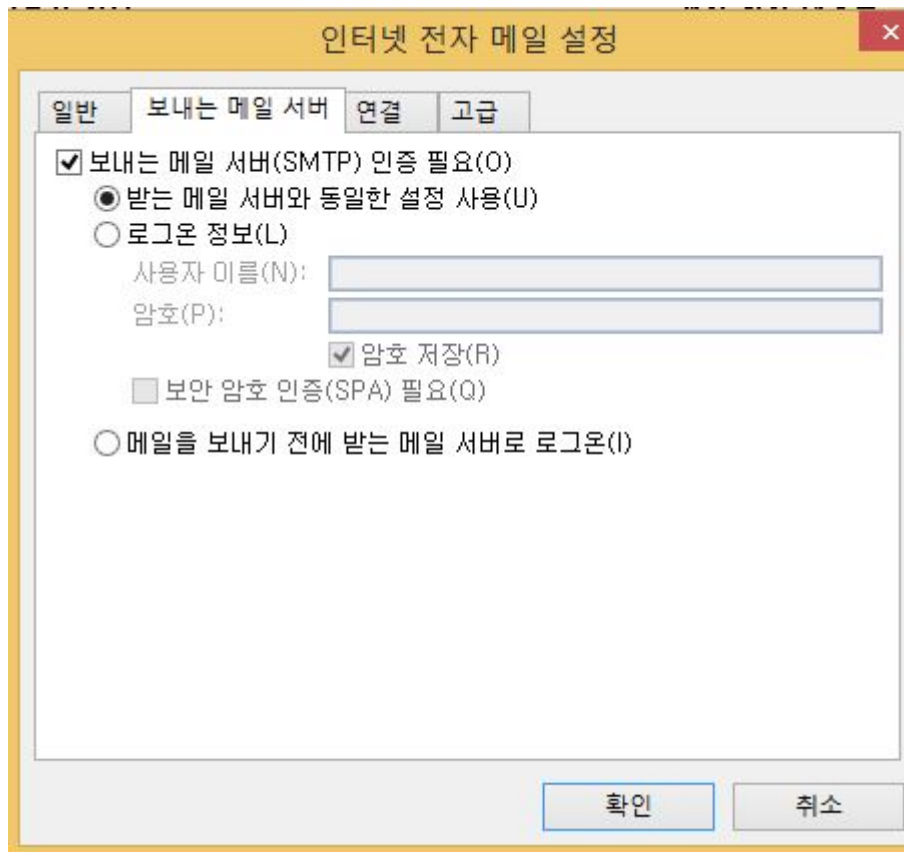 인터넷 전자 메일 설정
일반 보내는 메일 서버 연결 고급
보내는 메일 서버(SMTP) 인증 필요(O)
받는 메일 서버와 동일한 설정 사용(U)
로그온 정보(L)
사용자 이름(N):
암호(P):
암호 저장(R)
보안 암호 인증(SPA) 필요(Q)
메일을 보내기 전에 받는 메일 서버로 로그온(I)
확인 취소